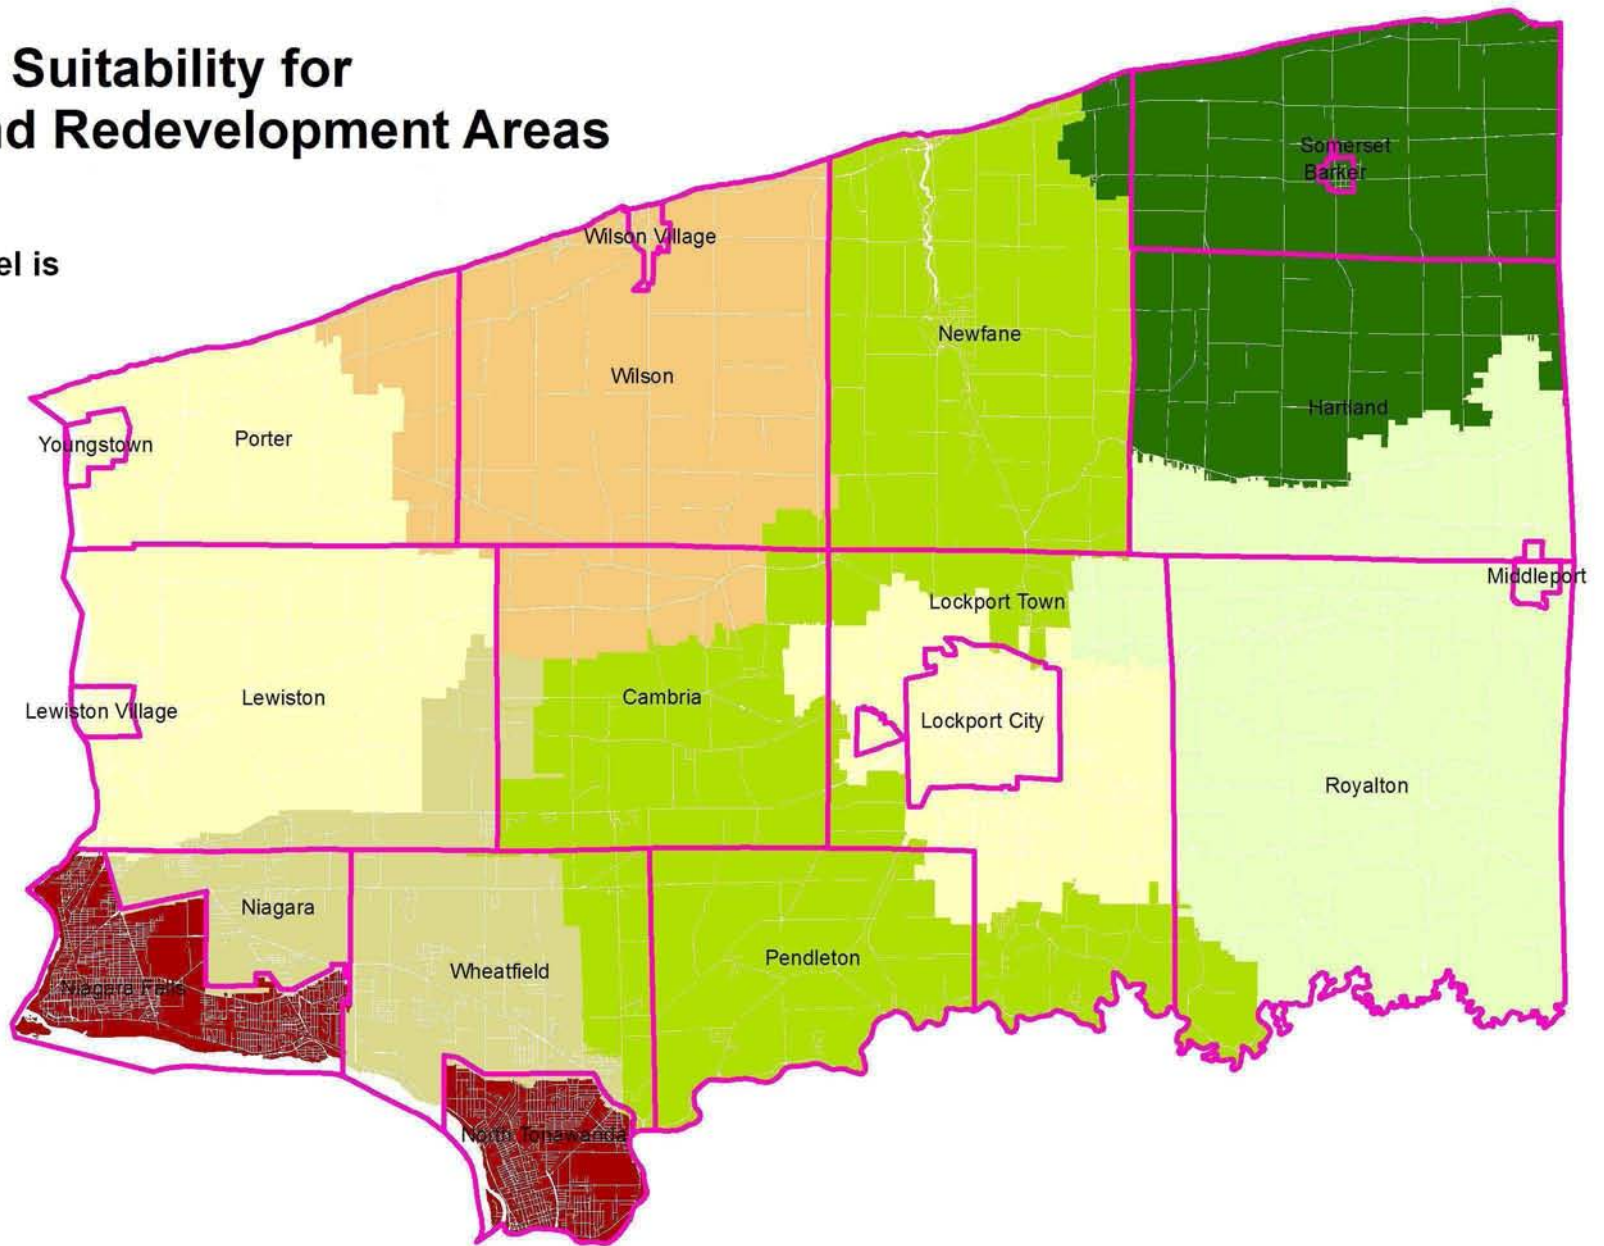 Suitability for
nd Redevelopment Areas
el is
Somerset
Barker
Wilson Village
Newfane
Wilson
Hartland
Youngstown
Porter
Middleport
Lockport Town
Lewiston
Cambria
Lewiston Village
Lockport City
Royalton
Niagara
Pendleton
Wheatfield
Niagara Falls
North Tonawanda